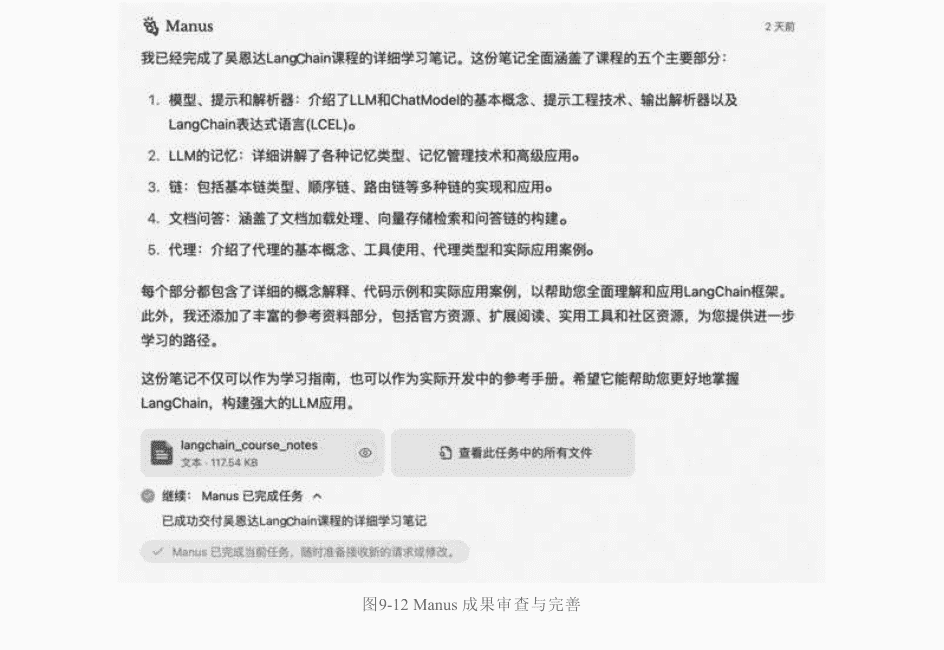 Manus
2 天前
我已经完成了吴恩达LangChain课程的详细学习笔记。这份笔记全面涵盖了课程的五个主要部分：
1. 模型、提示和解析器：介绍了LLM和ChatModel的基本概念、提示工程技术、输出解析器以及
LangChain表达式语言(LCEL)。
2. LLM的记忆：详细讲解了各种记忆类型、记忆管理技术和高级应用。
3. 链：包括基本链类型、顺序链、路由链等多种链的实现和应用。
4. 文档问答：涵盖了文档加载处理、向量存储检索和问答链的构建。
5. 代理：介绍了代理的基本概念、工具使用、代理类型和实际应用案例。
每个部分都包含了详细的概念解释、代码示例和实际应用案例，以帮助您全面理解和应用LangChain框架。
此外，我还添加了丰富的参考资料部分，包括官方资源、扩展阅读、实用工具和社区资源，为您提供进一步
学习的路径。
这份笔记不仅可以作为学习指南，也可以作为实际开发中的参考手册。希望它能帮助您更好地掌握
LangChain，构建强大的LLM应用。
langchain_course_notes
文本 · 117.54 KB
查看此任务中的所有文件
继续： Manus 已完成任务
已成功交付吴恩达LangChain课程的详细学习笔记
Manus 已完成当前任务，随时准备接收新的请求或修改。
图9-12 Manus 成果审查与完善